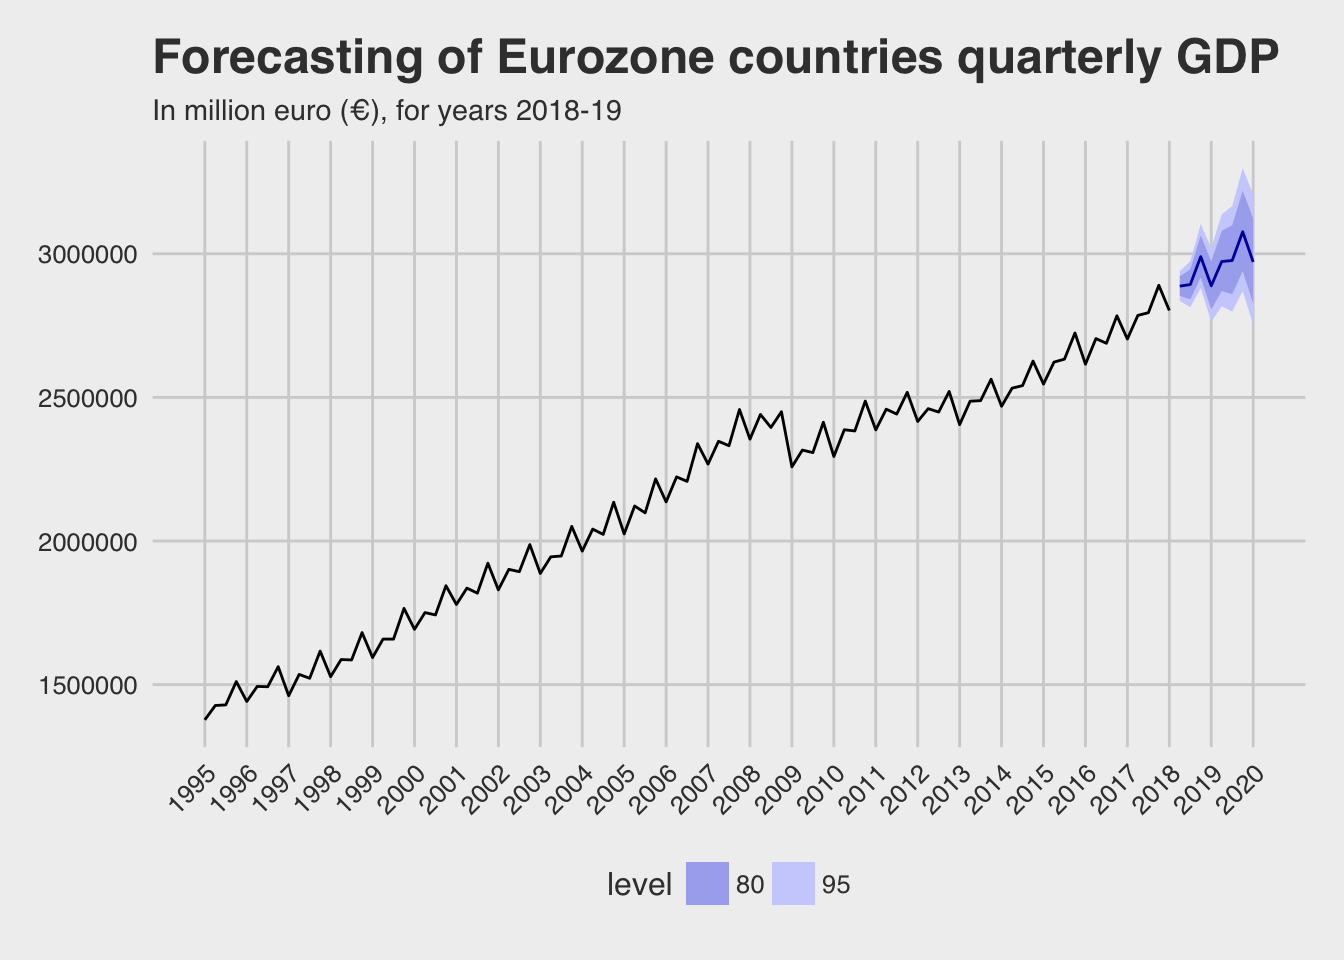 Forecasting of Eurozone countries quarterly GDP
In million euro (€), for years 2018-19
3000000
2500000
2000000
1500000
1995 1996 1997 1998 1999 2000 2001 2002 2003 2004 2005 2006 2007 2008 2009 2010 2011 2012 2013 2014 2015 2016 2017 2018 2019 2020
level 80 95